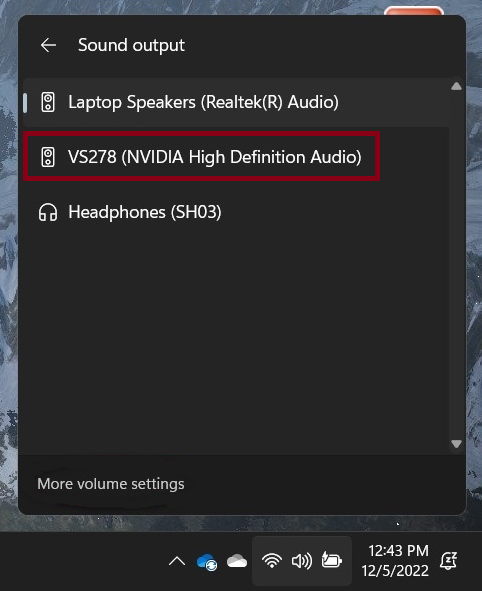 Sound output
Laptop Speakers (Realtek(R) Audio)
VS278 (NVIDIA High Definition Audio)
Headphones (SH03)
More volume settings
12:43 PM
12/5/2022